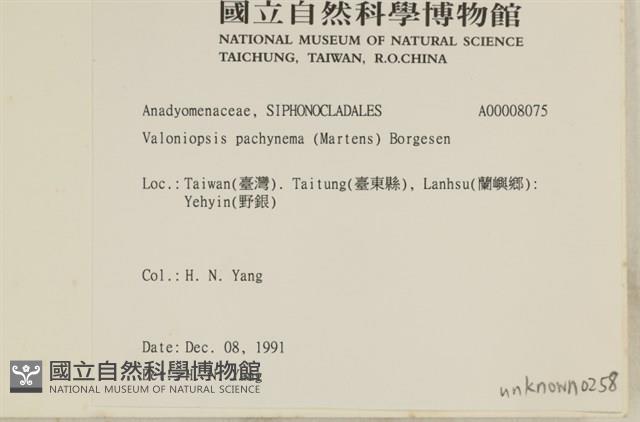 國立自然科學博物館
NATIONAL MUSEUM OF NATURAL SCIENCE
TAICHUNG, TAIWAN, R.O.CHINA
Anadyomenaceae, SIPHONOCLADALES A00008075
Valoniopsis pachynema (Martens) Borgesen
Loc.: Taiwan(臺灣). Taitung(臺東縣), Lanhsu(蘭嶼鄉):
Yehyin(野銀)
Col.: H. N. Yang
Date: Dec. 08, 1991
國立自然科學博物館
NATIONAL MUSEUM OF NATURAL SCIENCE
unknown0258